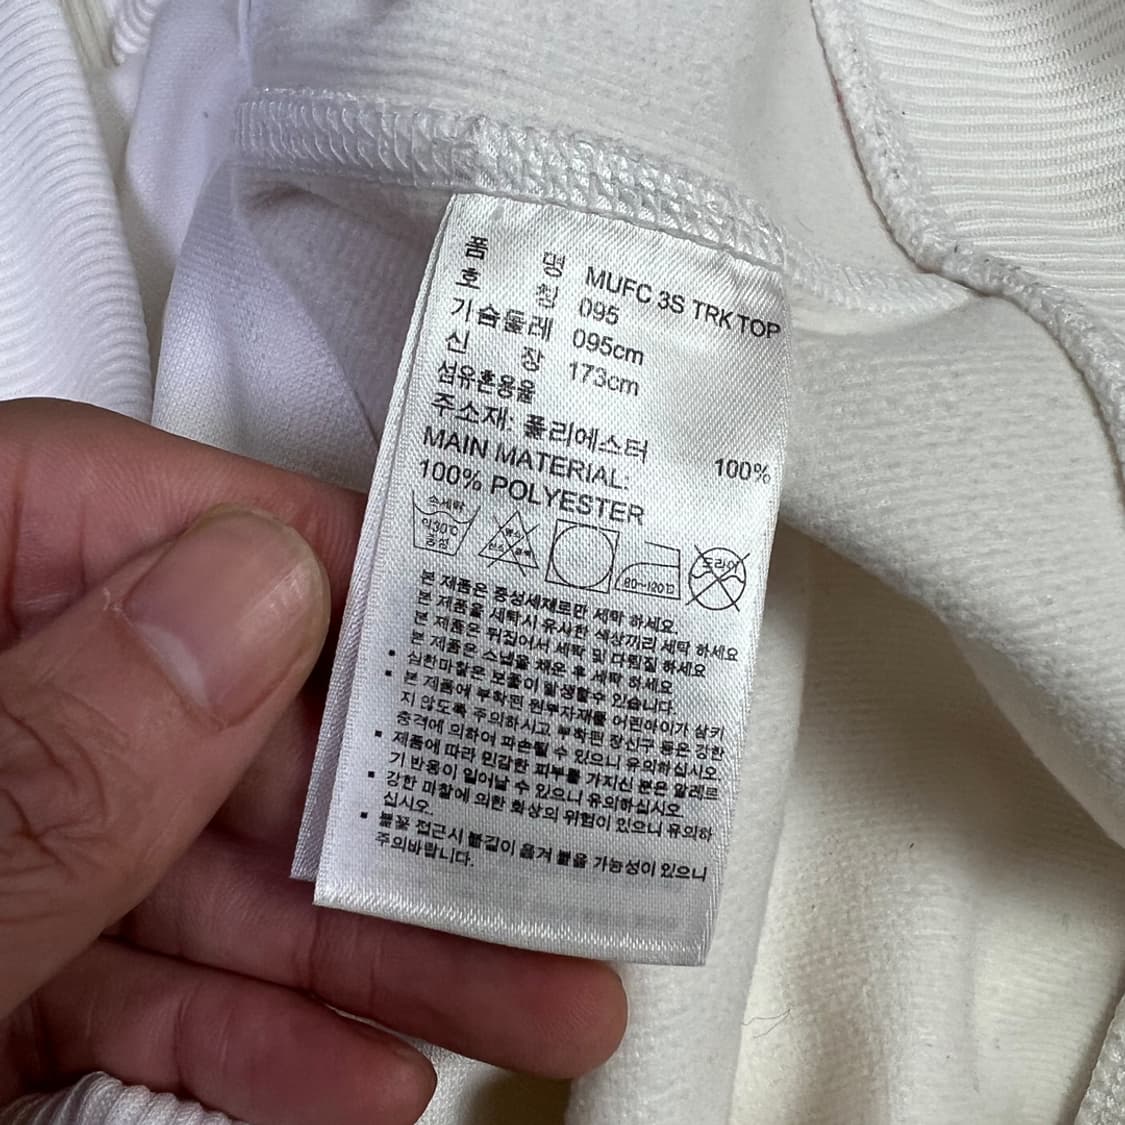 품 명 MUFC 3S TRK TOP
호 칭 095
기슴둘레 095cm
신 장 173cm
섬유혼용율
주소재: 폴리에스터 100%
MAIN MATERIAL:
100% POLYESTER
손세탁 약30℃ 중성
염소 산소 표백
80~120℃
드라이
본 제품은 중성세제로만 세탁 하세요
본 제품을 세탁시 유사한 색상끼리 세탁 하세요
본 제품은 뒤집어서 세탁 및 다림질 하세요
본 제품은 스냅을 채운 후 세탁 하세요
▪ 심한마찰은 보풀이 발생할수 있습니다.
▪ 본 제품에 부착된 원부자재를 어린아이가 삼키
지 않도록 주의하시고 부착된 장신구 등은 강한
충격에 의하여 파손될 수 있으니 유의하십시오
▪ 제품에 따라 민감한 피부를 가지신 분은 알레르
기 반응이 일어날 수 있으니 유의하십시오
▪ 강한 마찰에 의한 화상의 위험이 있으니 유의하
십시오.
▪ 불꽃 접근시 불길이 옮겨 붙을 가능성이 있으니
주의바랍니다.